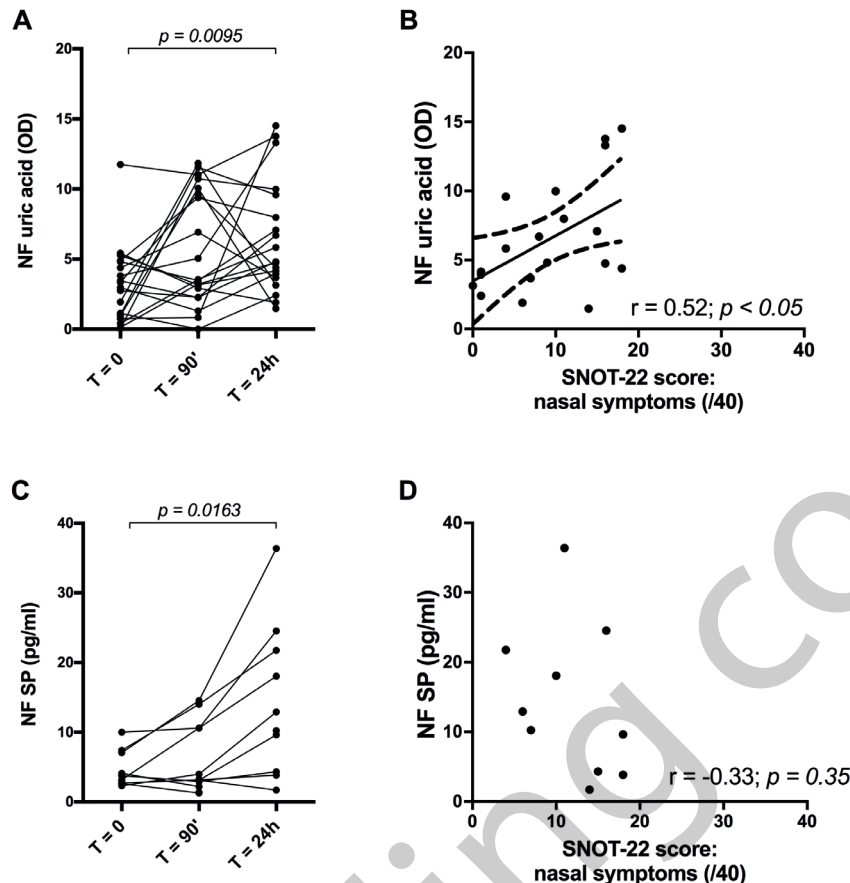 A
p = 0.0095
NF uric acid (OD)
20
15
10
5
0
T = 0
T = 90'
T = 24h
B
NF uric acid (OD)
20
15
10
5
0
r = 0.52; p < 0.05
0 10 20 30 40
SNOT-22 score:
nasal symptoms (/40)
C
p = 0.0163
NF SP (pg/ml)
40
30
20
10
0
T = 0
T = 90'
T = 24h
D
NF SP (pg/ml)
40
30
20
10
0
r = -0.33; p = 0.35
0 10 20 30 40
SNOT-22 score:
nasal symptoms (/40)
ding co